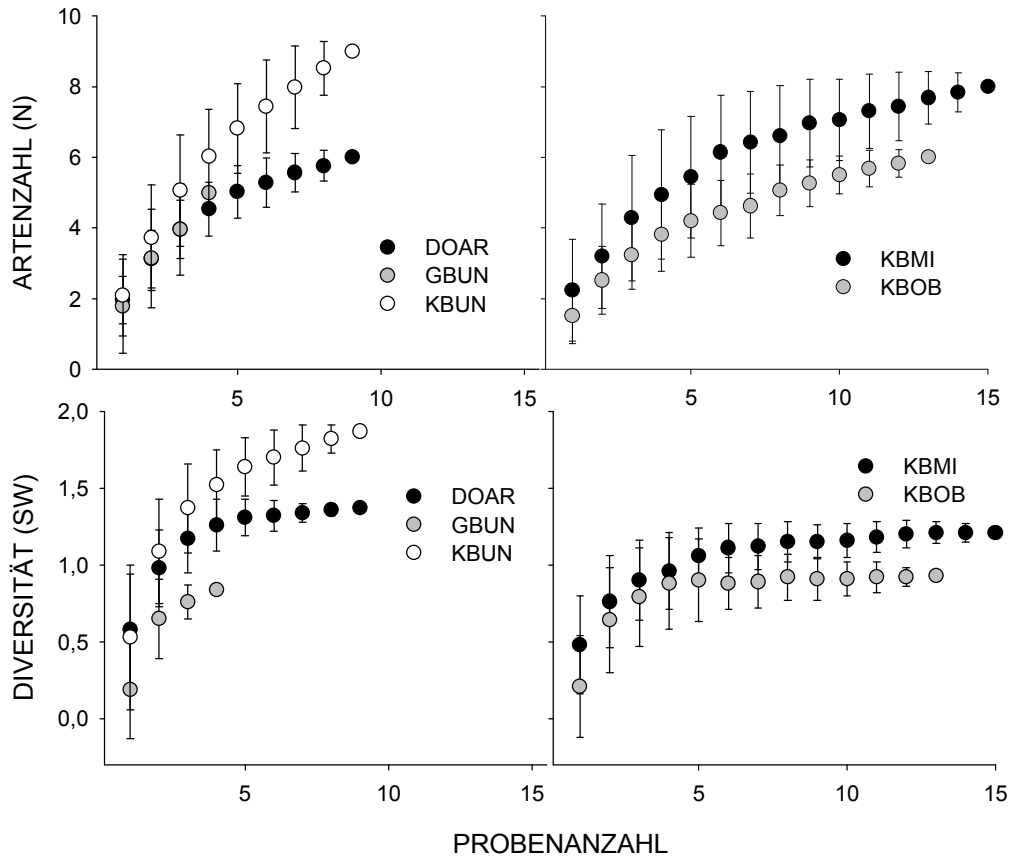 10
8
6
4
2
0
ARTENZAHL (N)
DOAR
GBUN
KBUN
5
10
15
KBMI
KBOB
5
10
15
2,0
1,5
1,0
0,5
0,0
DIVERSITÄT (SW)
DOAR
GBUN
KBUN
5
10
15
KBMI
KBOB
5
10
15
PROBENANZAHL